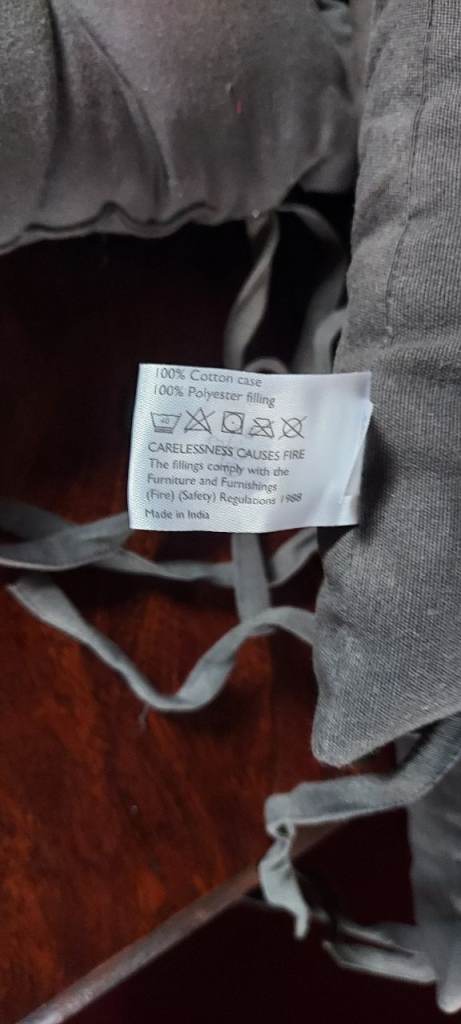 100% Cotton case
100% Polyester filling
40
CARELESSNESS CAUSES FIRE
The fillings comply with the
Furniture and Furnishings
(Fire) (Safety) Regulations 1988
Made in India